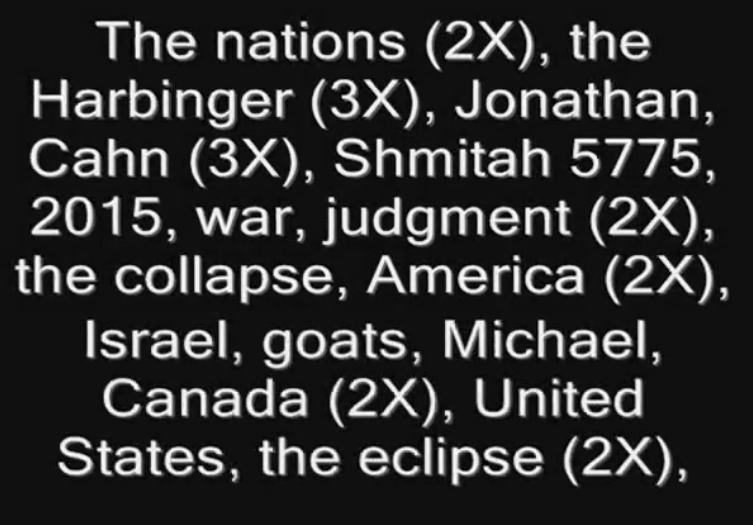 The nations (2X), the
Harbinger (3X), Jonathan,
Cahn (3X), Shmitah 5775,
2015, war, judgment (2X),
the collapse, America (2X),
Israel, goats, Michael,
Canada (2X), United
States, the eclipse (2X),